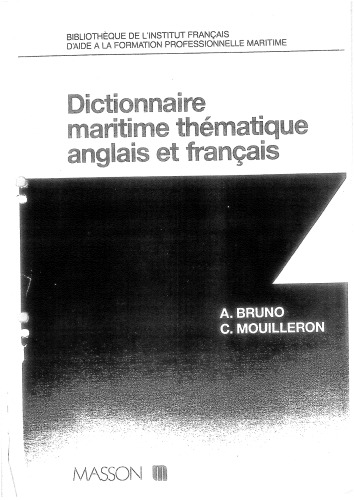 BIBLIOTHÈQUE DE L'INSTITUT FRANÇAIS
D'AIDE A LA FORMATION PROFESSIONNELLE MARITIME
Dictionnaire
maritime thématique
anglais et français
A. BRUNO
C. MOUILLERON
MASSON m